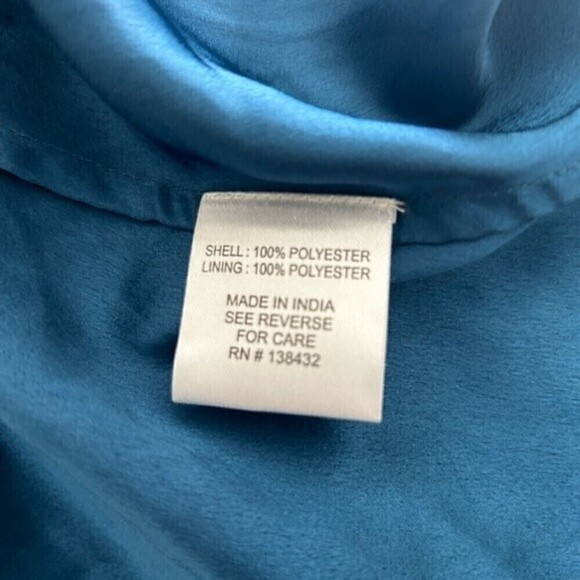 SHELL : 100% POLYESTER
LINING : 100% POLYESTER
MADE IN INDIA
SEE REVERSE
FOR CARE
RN # 138432